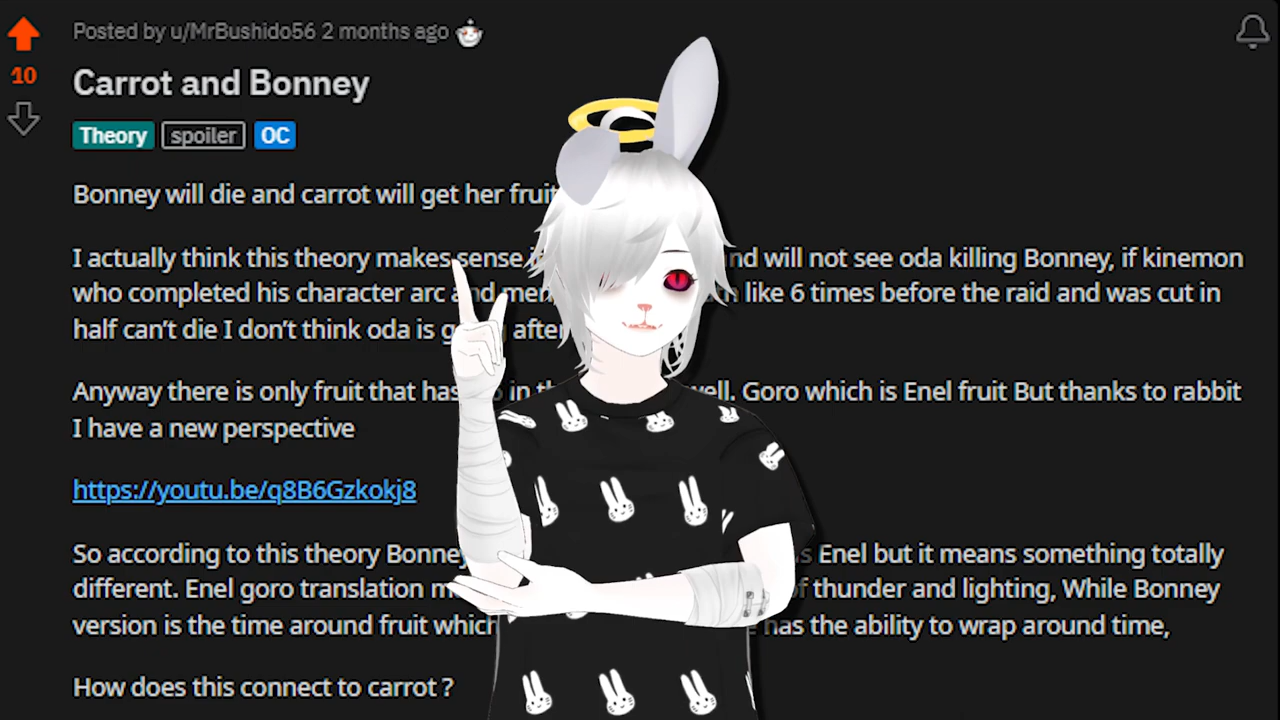 Posted by u/MrBushido56 2 months ago
10
Carrot and Bonney
Theory spoiler OC
Bonney will die and carrot will get her fruit
I actually think this theory makes sense will not see oda killing Bonney, if kinemon
who completed his character arc and like 6 times before the raid and was cut in
half can't die I don't think oda is after
Anyway there is only fruit that has in Goro which is Enel fruit But thanks to rabbit
I have a new perspective
https://youtu.be/q8B6Gzkokj8
So according to this theory Bonney Enel but it means something totally
different. Enel goro translation of thunder and lighting, While Bonney
version is the time around fruit which has the ability to wrap around time,
How does this connect to carrot ?